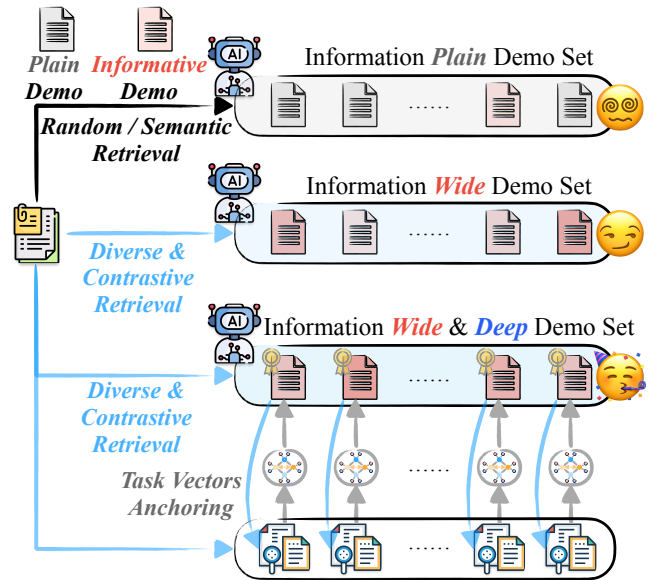 Plain
Demo
Informative
Demo
AI
Information Plain Demo Set
......
Random / Semantic
Retrieval
AI
Information Wide Demo Set
......
Diverse &
Contrastive
Retrieval
AI
Information Wide & Deep Demo Set
......
Diverse &
Contrastive
Retrieval
......
Task Vectors
Anchoring
......